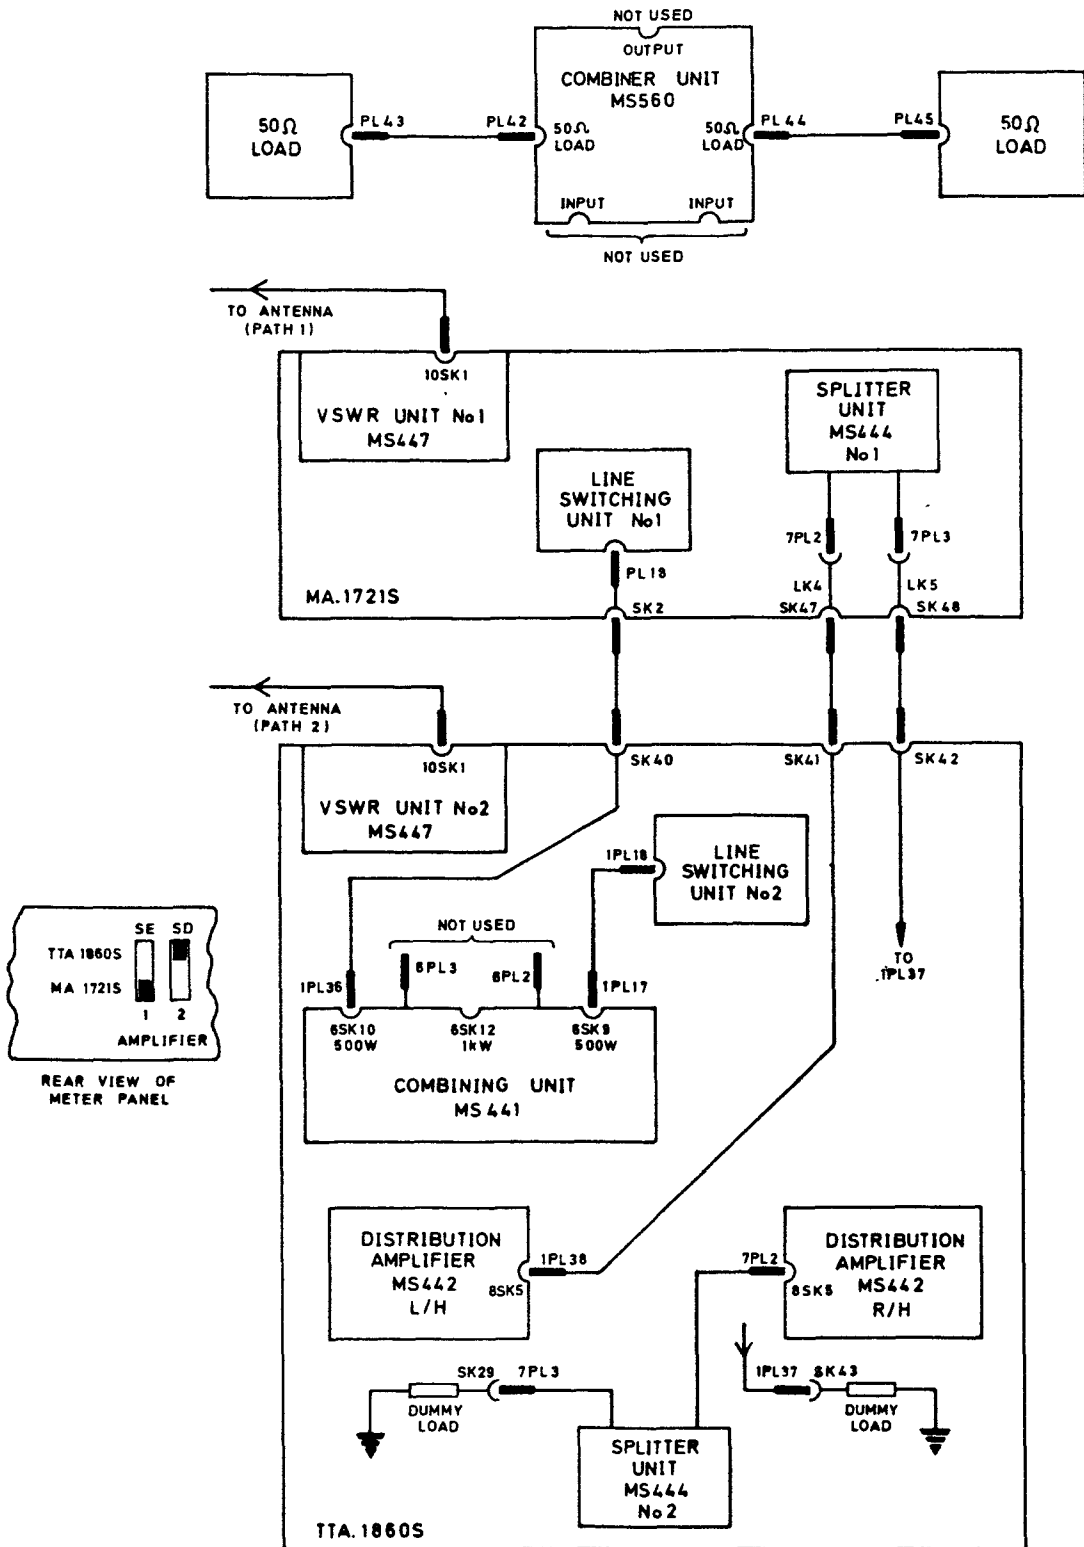 NOT USED
OUTPUT
COMBINER UNIT
MS560
50Ω
LOAD
PL43
PL42
50Ω
LOAD
50Ω
LOAD
PL44
PL45
50Ω
LOAD
INPUT
INPUT
NOT USED
TO ANTENNA
(PATH 1)
10SK1
VSWR UNIT No1
MS447
SPLITTER
UNIT
MS444
No1
LINE
SWITCHING
UNIT No1
7PL2
7PL3
PL18
LK4
LK5
MA.1721S
SK2
SK47
SK48
TO ANTENNA
(PATH 2)
10SK1
SK40
SK41
SK42
VSWR UNIT No2
MS447
LINE
SWITCHING
UNIT No2
1PL18
SE SD
TTA 1860S
MA 1721S
1 2
AMPLIFIER
REAR VIEW OF
METER PANEL
NOT USED
6PL3
6PL2
1PL36
1PL17
TO
1PL37
6SK10
500W
6SK12
1kW
6SK9
500W
COMBINING UNIT
MS441
DISTRIBUTION
AMPLIFIER
MS442
L/H
1PL38
8SK5
7PL2
8SK5
DISTRIBUTION
AMPLIFIER
MS442
R/H
SK29
7PL3
DUMMY
LOAD
1PL37
SK43
DUMMY
LOAD
SPLITTER
UNIT
MS444
No2
TTA.1860S